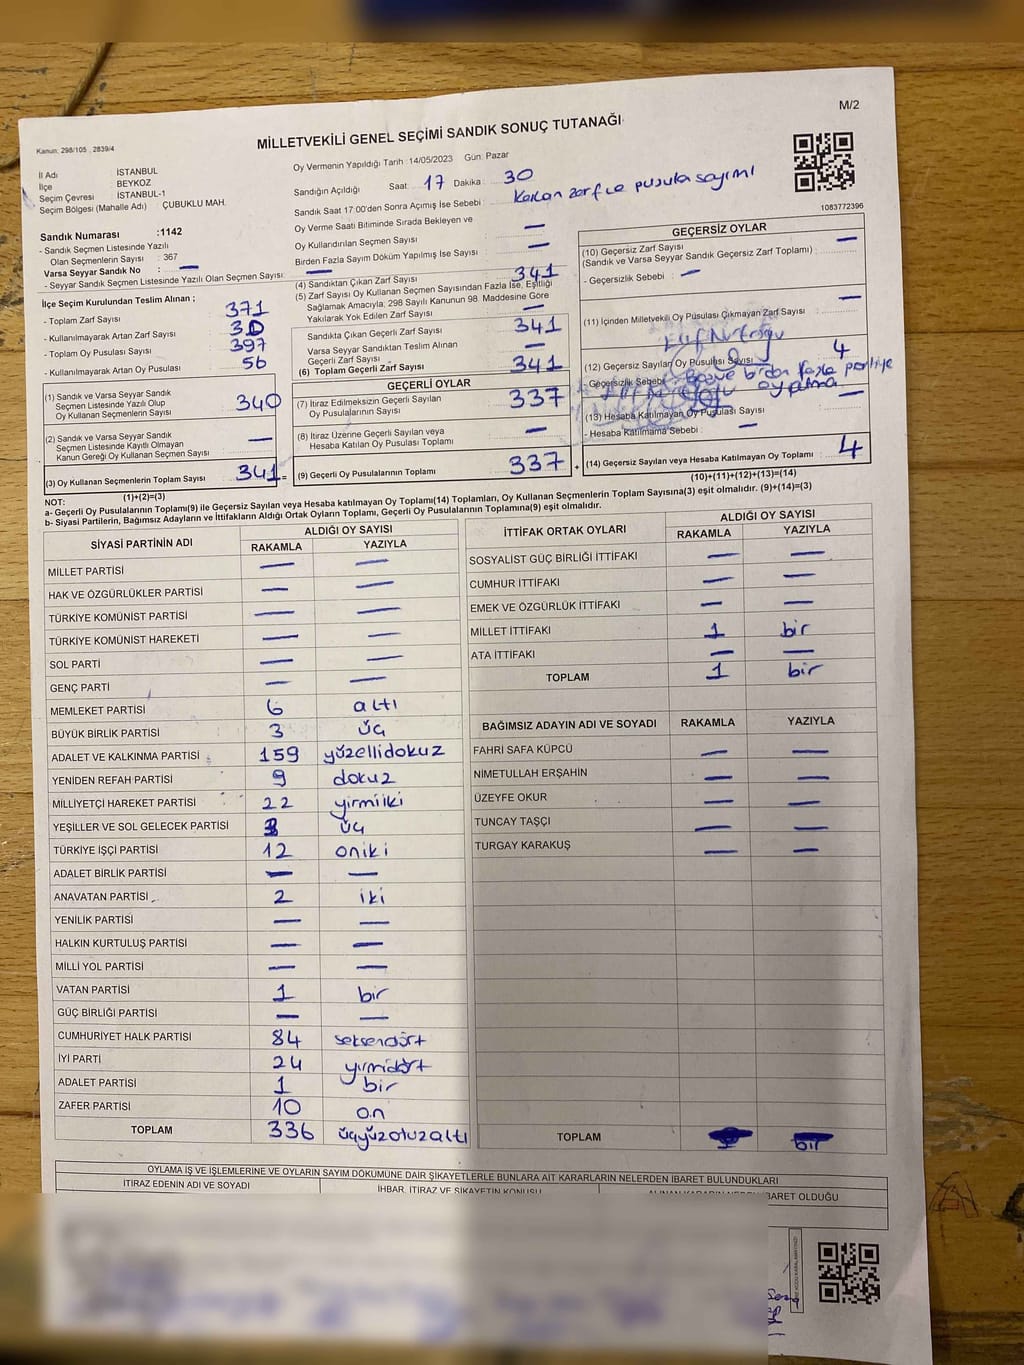 M/2
MİLLETVEKİLİ GENEL SEÇİMİ SANDIK SONUÇ TUTANAĞI
Kanun: 298/105 , 2839/4
Oy Vermenin Yapıldığı Tarih :14/05/2023 Gün: Pazar
İl Adı : İSTANBUL
İlçe : BEYKOZ
Seçim Çevresi : İSTANBUL-1
Seçim Bölgesi (Mahalle Adı) : ÇUBUKLU MAH.
Sandığın Açıldığı Saat: 17 Dakika : 30
Sandık Saat 17:00'den Sonra Açımış İse Sebebi : zarf ve pusula sayımı
1083772396
Oy Verme Saati Bitiminde Sırada Bekleyen ve
Oy Kullandırılan Seçmen Sayısı : —
Birden Fazla Sayım Döküm Yapılmış İse Sayısı : —
Sandık Numarası :1142
- Sandık Seçmen Listesinde Yazılı
Olan Seçmenlerin Sayısı : 367
Varsa Seyyar Sandık No : —
- Seyyar Sandık Seçmen Listesinde Yazılı Olan Seçmen Sayısı: —
İlçe Seçim Kurulundan Teslim Alınan ;
- Toplam Zarf Sayısı : 371
- Kullanılmayarak Artan Zarf Sayısı : 30
- Toplam Oy Pusulası Sayısı : 397
- Kullanılmayarak Artan Oy Pusulası : 56
(1) Sandık ve Varsa Seyyar Sandık
Seçmen Listesinde Yazılı Olup
Oy Kullanan Seçmenlerin Sayısı : 340
(2) Sandık ve Varsa Seyyar Sandık
Seçmen Listesinde Kayıtlı Olmayan
Kanun Gereği Oy Kullanan Seçmen Sayısı : —
(3) Oy Kullanan Seçmenlerin Toplam Sayısı : 341 =
(1)+(2)=(3)
(4) Sandıktan Çıkan Zarf Sayısı : 341
(5) Zarf Sayısı Oy Kullanan Seçmen Sayısından Fazla İse, Eşitliği
Sağlamak Amacıyla, 298 Sayılı Kanunun 98. Maddesine Göre
Yakılarak Yok Edilen Zarf Sayısı : —
Sandıkta Çıkan Geçerli Zarf Sayısı : 341
Varsa Seyyar Sandıktan Teslim Alınan
Geçerli Zarf Sayısı : —
(6) Toplam Geçerli Zarf Sayısı : 341
GEÇERLİ OYLAR
(7) İtiraz Edilmeksizin Geçerli Sayılan
Oy Pusulalarının Sayısı : 337
(8) İtiraz Üzerine Geçerli Sayılan veya
Hesaba Katılan Oy Pusulası Toplamı : —
(9) Geçerli Oy Pusulalarının Toplamı : 337 +
GEÇERSİZ OYLAR
(10) Geçersiz Zarf Sayısı
(Sandık ve Varsa Seyyar Sandık Geçersiz Zarf Toplamı) : —
- Geçersizlik Sebebi : —
(11) İçinden Milletvekili Oy Pusulası Çıkmayan Zarf Sayısı : —
(12) Geçersiz Sayılan Oy Pusulası Sayısı : 4
- Geçersizlik Sebebi : birden fazla partiye
(13) Hesaba Katılmayan Oy Pusulası Sayısı : —
- Hesaba Katılmama Sebebi : —
(14) Geçersiz Sayılan veya Hesaba Katılmayan Oy Toplamı : 4
(10)+(11)+(12)+(13)=(14)
NOT:
a- Geçerli Oy Pusulalarının Toplamı(9) ile Geçersiz Sayılan veya Hesaba katılmayan Oy Toplamı(14) Toplamları, Oy Kullanan Seçmenlerin Toplam Sayısına(3) eşit olmalıdır. (9)+(14)=(3)
b- Siyasi Partilerin, Bağımsız Adayların ve İttifakların Aldığı Ortak Oyların Toplamı, Geçerli Oy Pusulalarının Toplamına(9) eşit olmalıdır.
SİYASİ PARTİNİN ADI ALDIĞI OY SAYISI
RAKAMLA YAZIYLA
MİLLET PARTİSİ — —
HAK VE ÖZGÜRLÜKLER PARTİSİ — —
TÜRKİYE KOMÜNİST PARTİSİ — —
TÜRKİYE KOMÜNİST HAREKETİ — —
SOL PARTİ — —
GENÇ PARTİ — —
MEMLEKET PARTİSİ 6 altı
BÜYÜK BİRLİK PARTİSİ 3 üç
ADALET VE KALKINMA PARTİSİ 159 yüzellidokuz
YENİDEN REFAH PARTİSİ 9 dokuz
MİLLİYETÇİ HAREKET PARTİSİ 22 yirmiiki
YEŞİLLER VE SOL GELECEK PARTİSİ 3 üç
TÜRKİYE İŞÇİ PARTİSİ 12 oniki
ADALET BİRLİK PARTİSİ — —
ANAVATAN PARTİSİ 2 iki
YENİLİK PARTİSİ — —
HALKIN KURTULUŞ PARTİSİ — —
MİLLİ YOL PARTİSİ — —
VATAN PARTİSİ 1 bir
GÜÇ BİRLİĞİ PARTİSİ — —
CUMHURİYET HALK PARTİSİ 84 seksendört
İYİ PARTİ 24 yirmidört
ADALET PARTİSİ 1 bir
ZAFER PARTİSİ 10 on
TOPLAM 336 üçyüzotuzaltı
İTTİFAK ORTAK OYLARI ALDIĞI OY SAYISI
RAKAMLA YAZIYLA
SOSYALİST GÜÇ BİRLİĞİ İTTİFAKI — —
CUMHUR İTTİFAKI — —
EMEK VE ÖZGÜRLÜK İTTİFAKI — —
MİLLET İTTİFAKI 1 bir
ATA İTTİFAKI — —
TOPLAM 1 bir
BAĞIMSIZ ADAYIN ADI VE SOYADI RAKAMLA YAZIYLA
FAHRİ SAFA KÜPCÜ — —
NİMETULLAH ERŞAHİN — —
ÜZEYFE OKUR — —
TUNCAY TAŞÇI — —
TURGAY KARAKUŞ — —
TOPLAM bir
OYLAMA İŞ VE İŞLEMLERİNE VE OYLARIN SAYIM DÖKÜMÜNE DAİR ŞİKAYETLERLE BUNLARA AİT KARARLARIN NELERDEN İBARET BULUNDUKLARI
İTİRAZ EDENİN ADI VE SOYADI İHBAR, İTİRAZ VE ŞİKAYETİN KONUSU ALINAN KARARIN NEDEN İBARET OLDUĞU